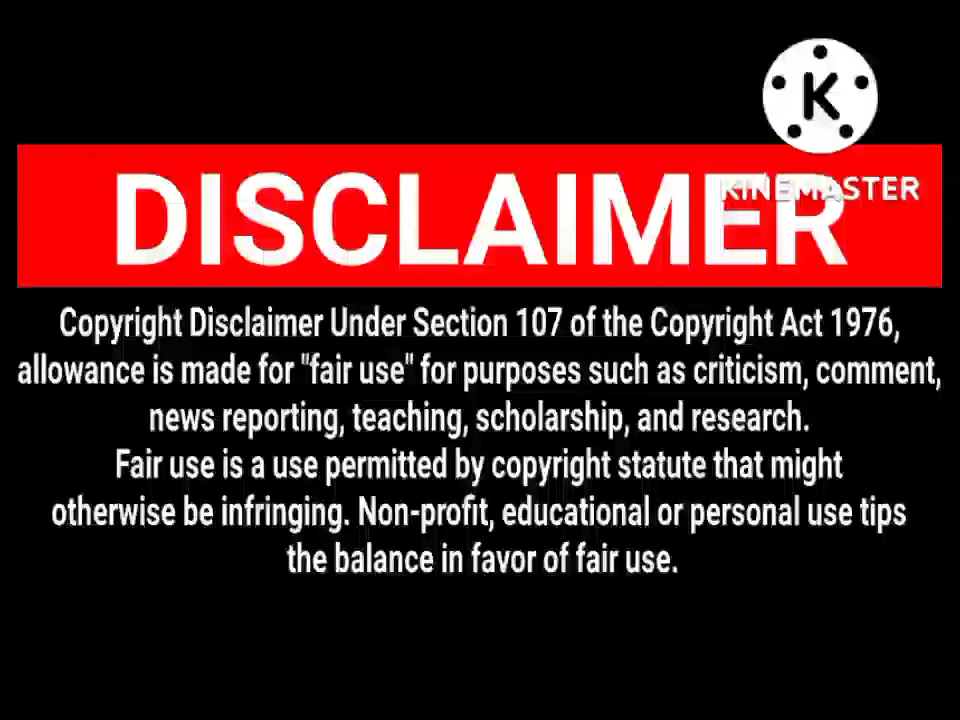 K
KINEMASTER
DISCLAIMER
Copyright Disclaimer Under Section 107 of the Copyright Act 1976,
allowance is made for "fair use" for purposes such as criticism, comment,
news reporting, teaching, scholarship, and research.
Fair use is a use permitted by copyright statute that might
otherwise be infringing. Non-profit, educational or personal use tips
the balance in favor of fair use.